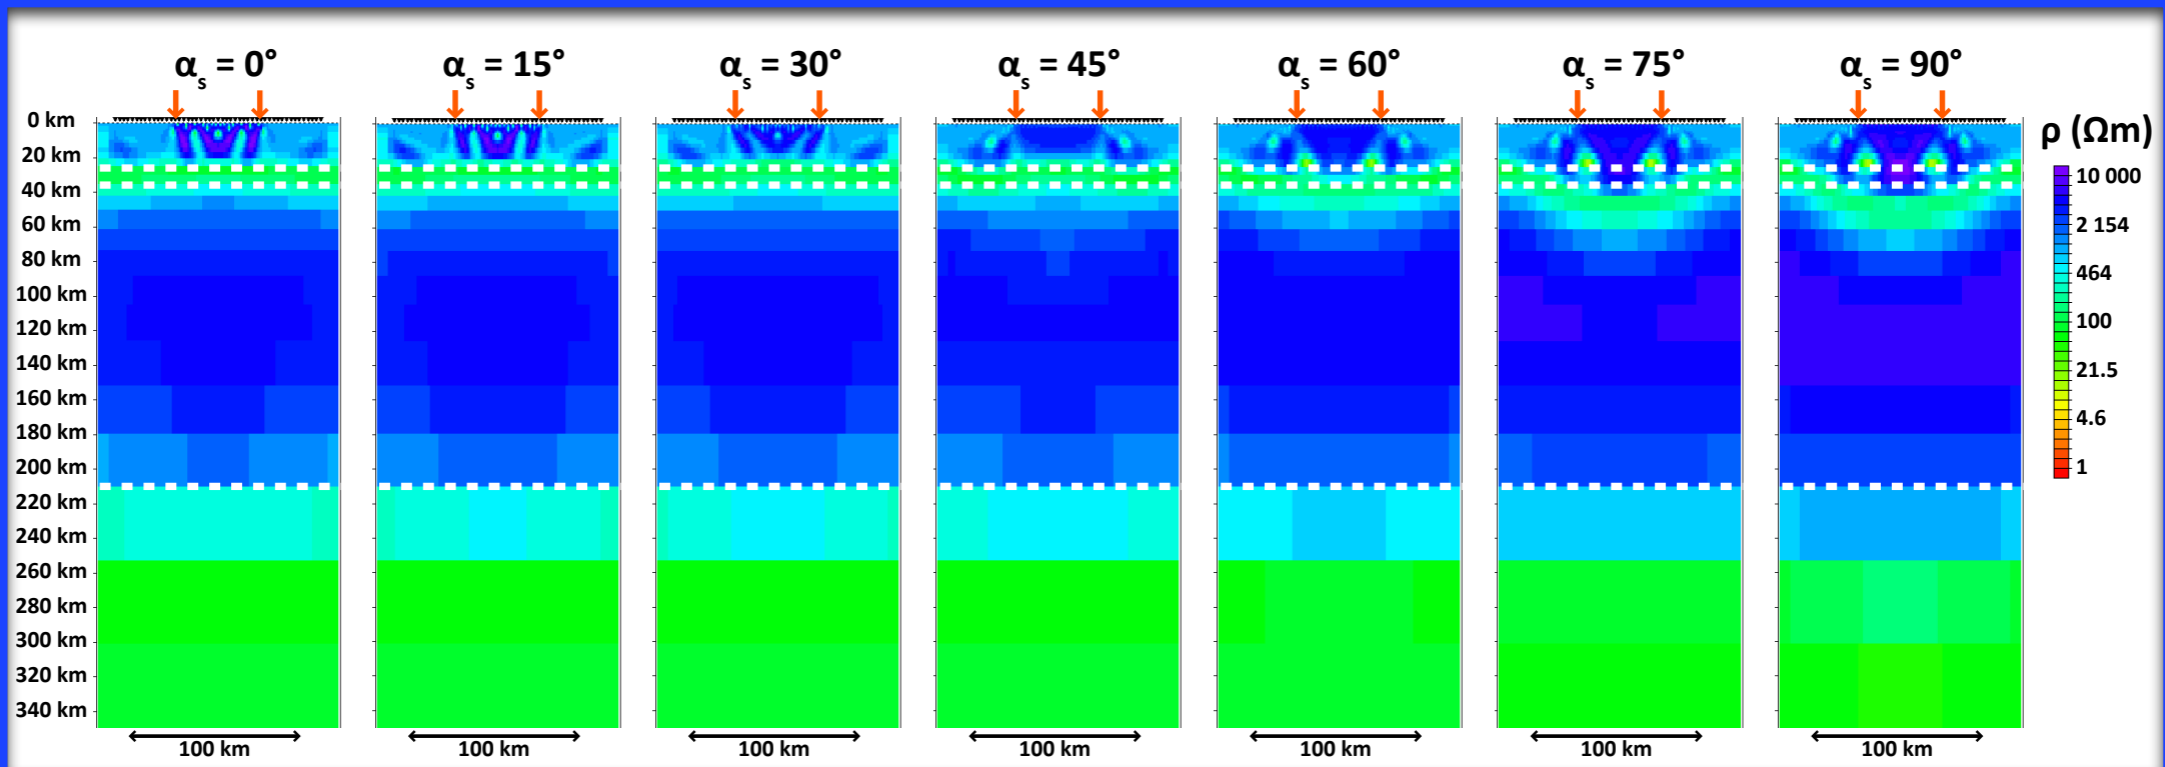 αs = 0°
αs = 15°
αs = 30°
αs = 45°
αs = 60°
αs = 75°
αs = 90°
0 km
20 km
40 km
60 km
80 km
100 km
120 km
140 km
160 km
180 km
200 km
220 km
240 km
260 km
280 km
300 km
320 km
340 km
100 km
100 km
100 km
100 km
100 km
100 km
100 km
ρ (Ωm)
10 000
2 154
464
100
21.5
4.6
1